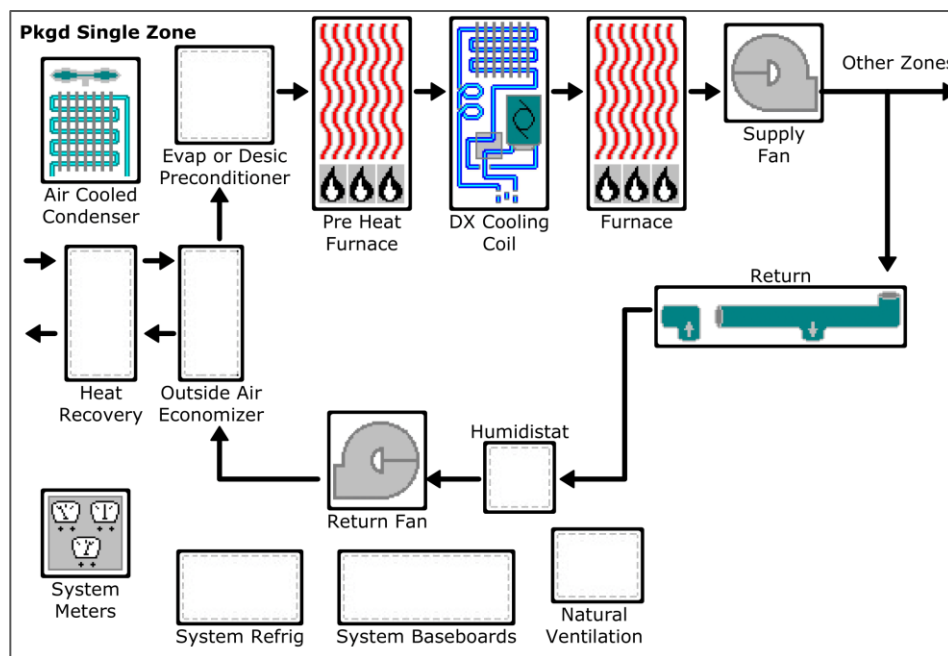 Pkgd Single Zone
Other Zones
Supply
Fan
Evap or Desic
Preconditioner
Air Cooled
Condenser
Pre Heat
Furnace
DX Cooling
Coil
Furnace
Return
Heat
Recovery
Outside Air
Economizer
Humidistat
Return Fan
System
Meters
System Refrig
System Baseboards
Natural
Ventilation